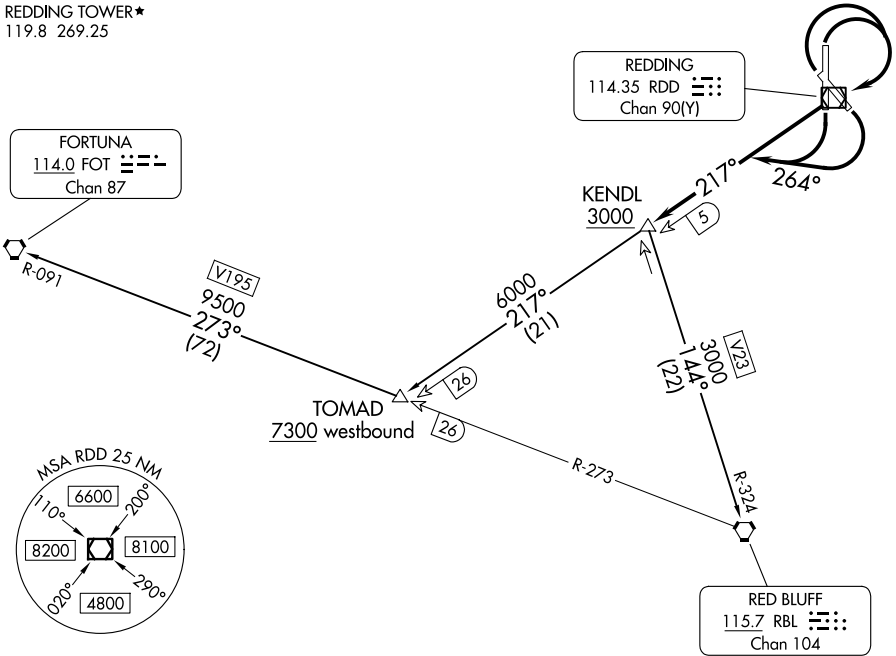 REDDING TOWER★
119.8 269.25
REDDING
114.35 RDD
Chan 90(Y)
FORTUNA
114.0 FOT
Chan 87
264°
217°
KENDL
3000
5
R-091
V195
9500
273°
(72)
6000
217°
(21)
V23
3000
144°
(22)
26
TOMAD
7300 westbound
26
R-273
R-324
MSA RDD 25 NM
110°
6600
200°
8200
8100
020°
4800
290°
RED BLUFF
115.7 RBL
Chan 104